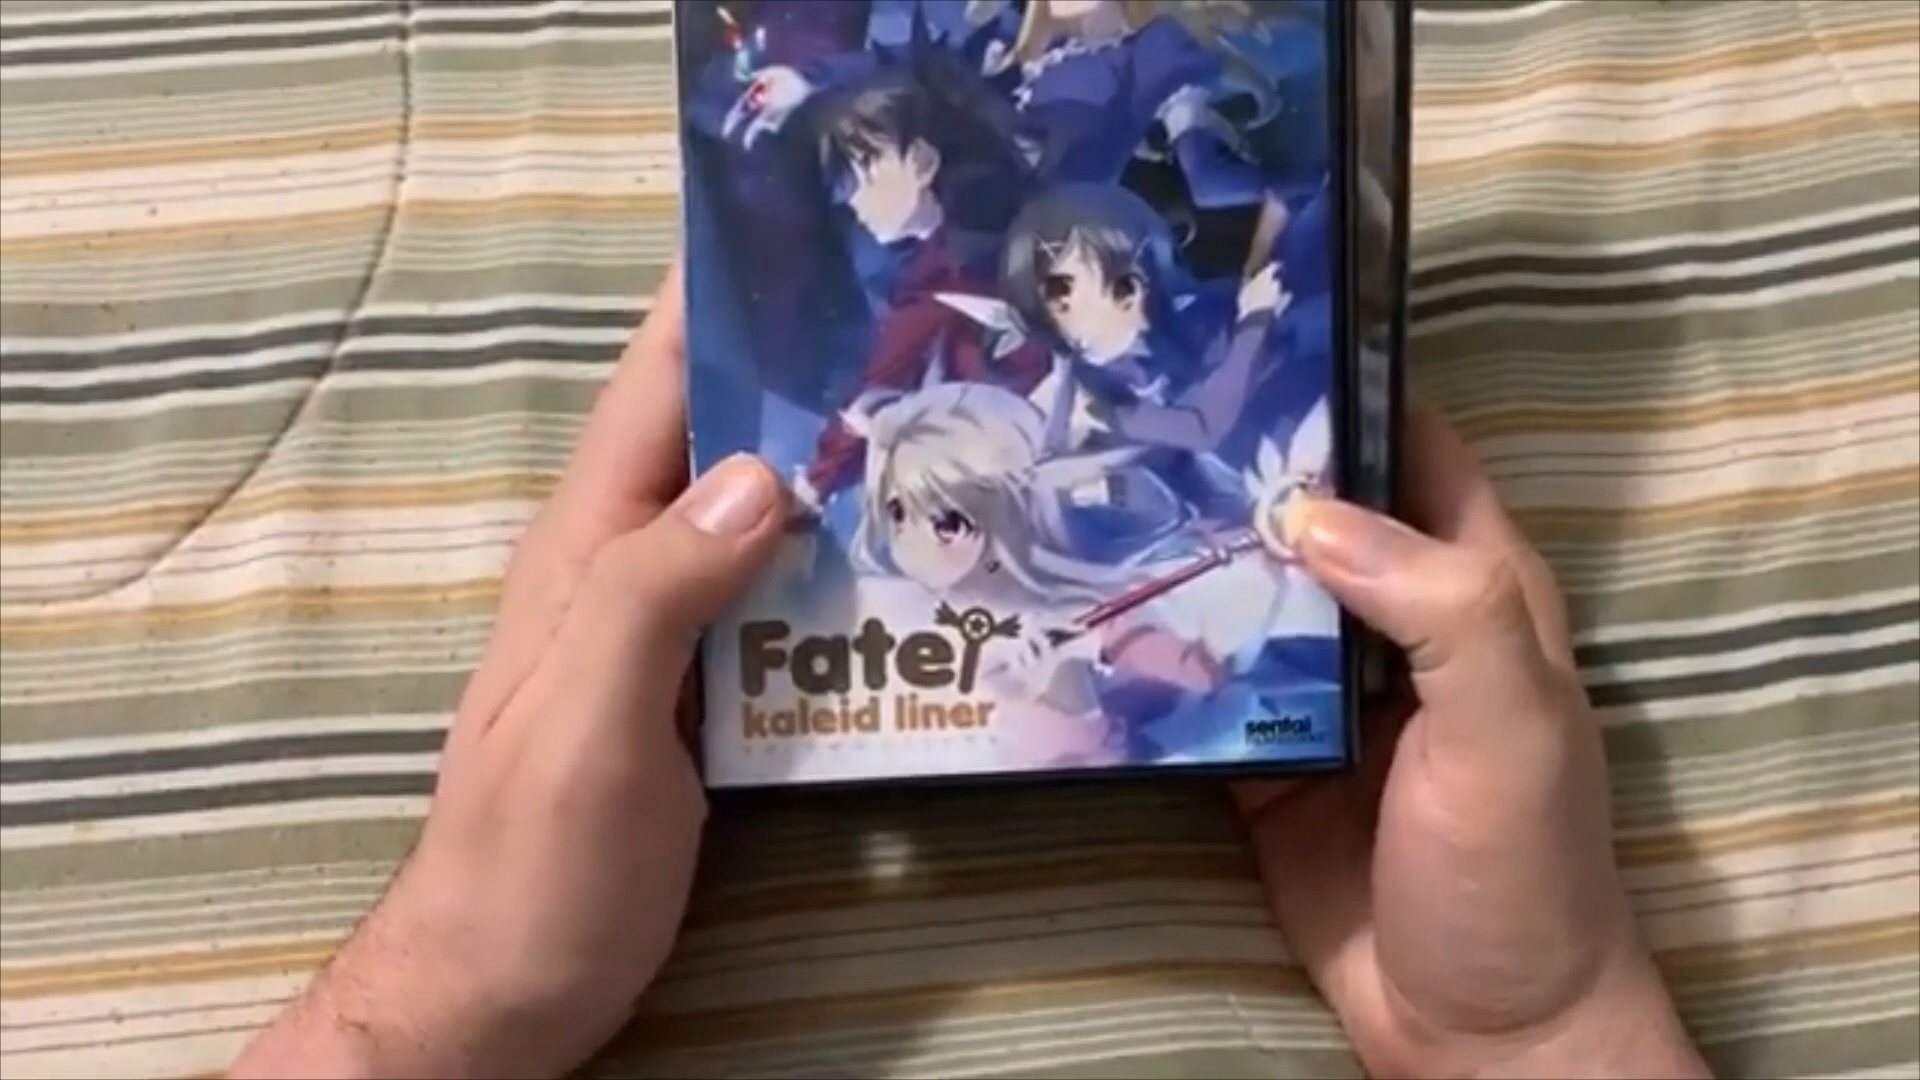 Fate/
kaleid liner
sentai